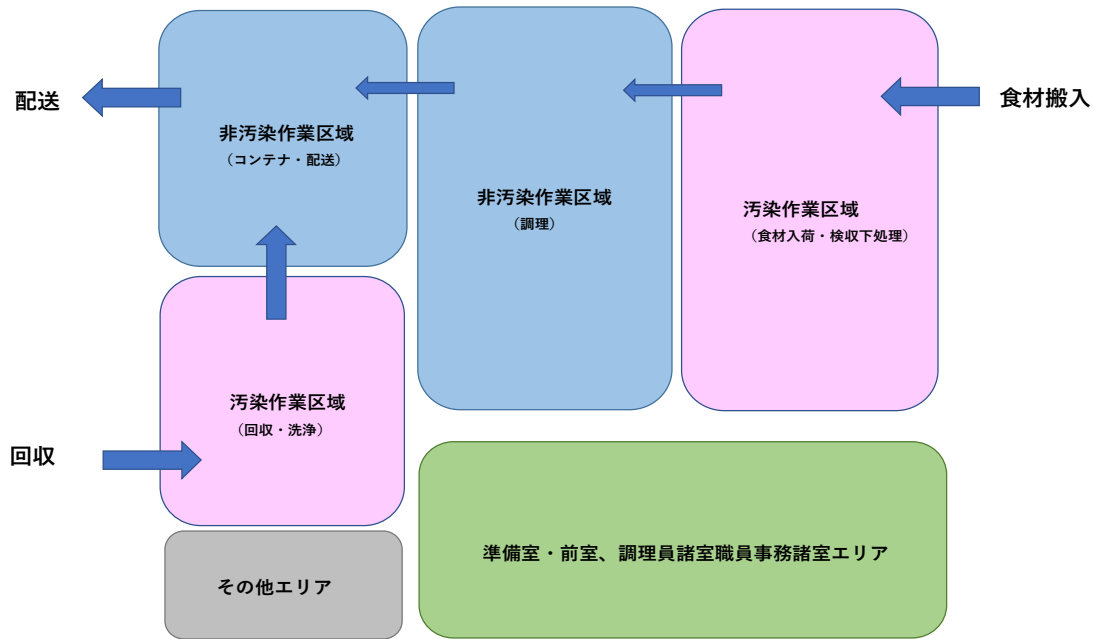 配送
非汚染作業区域
（コンテナ・配送）
非汚染作業区域
（調理）
汚染作業区域
（食材入荷・検収下処理）
食材搬入
汚染作業区域
（回収・洗浄）
回収
準備室・前室、調理員諸室職員事務諸室エリア
その他エリア